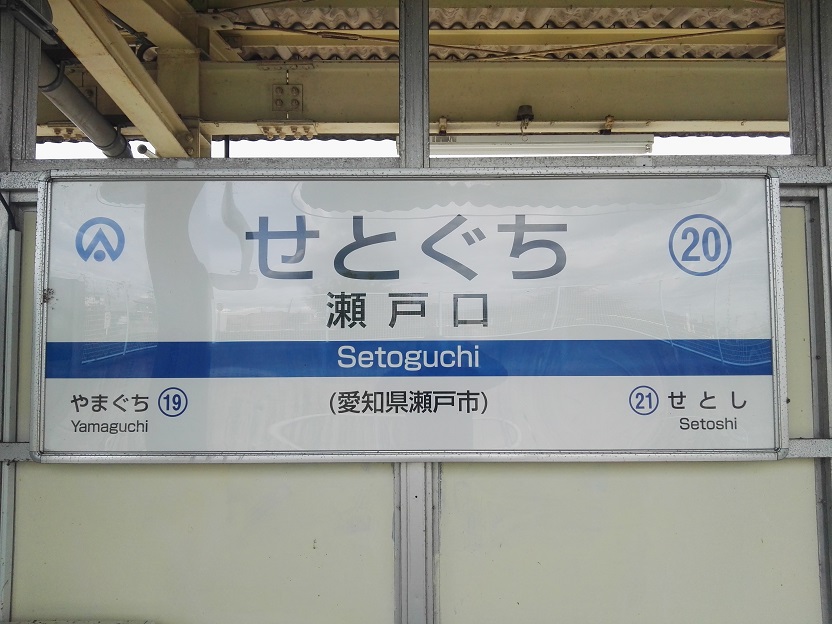 せとぐち
20
瀬戸口
Setoguchi
やまぐち 19
Yamaguchi
(愛知県瀬戸市)
21 せとし
Setoshi